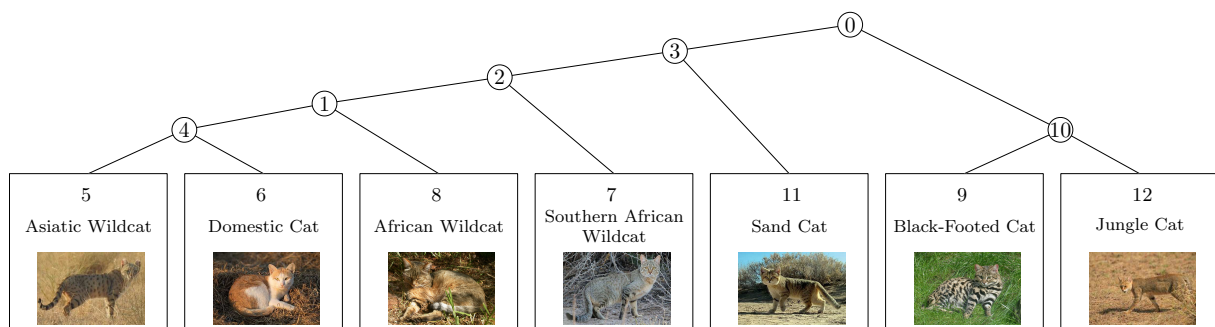 0
3
2
1
4
10
5
Asiatic Wildcat
6
Domestic Cat
8
African Wildcat
7
Southern African
Wildcat
11
Sand Cat
9
Black-Footed Cat
12
Jungle Cat